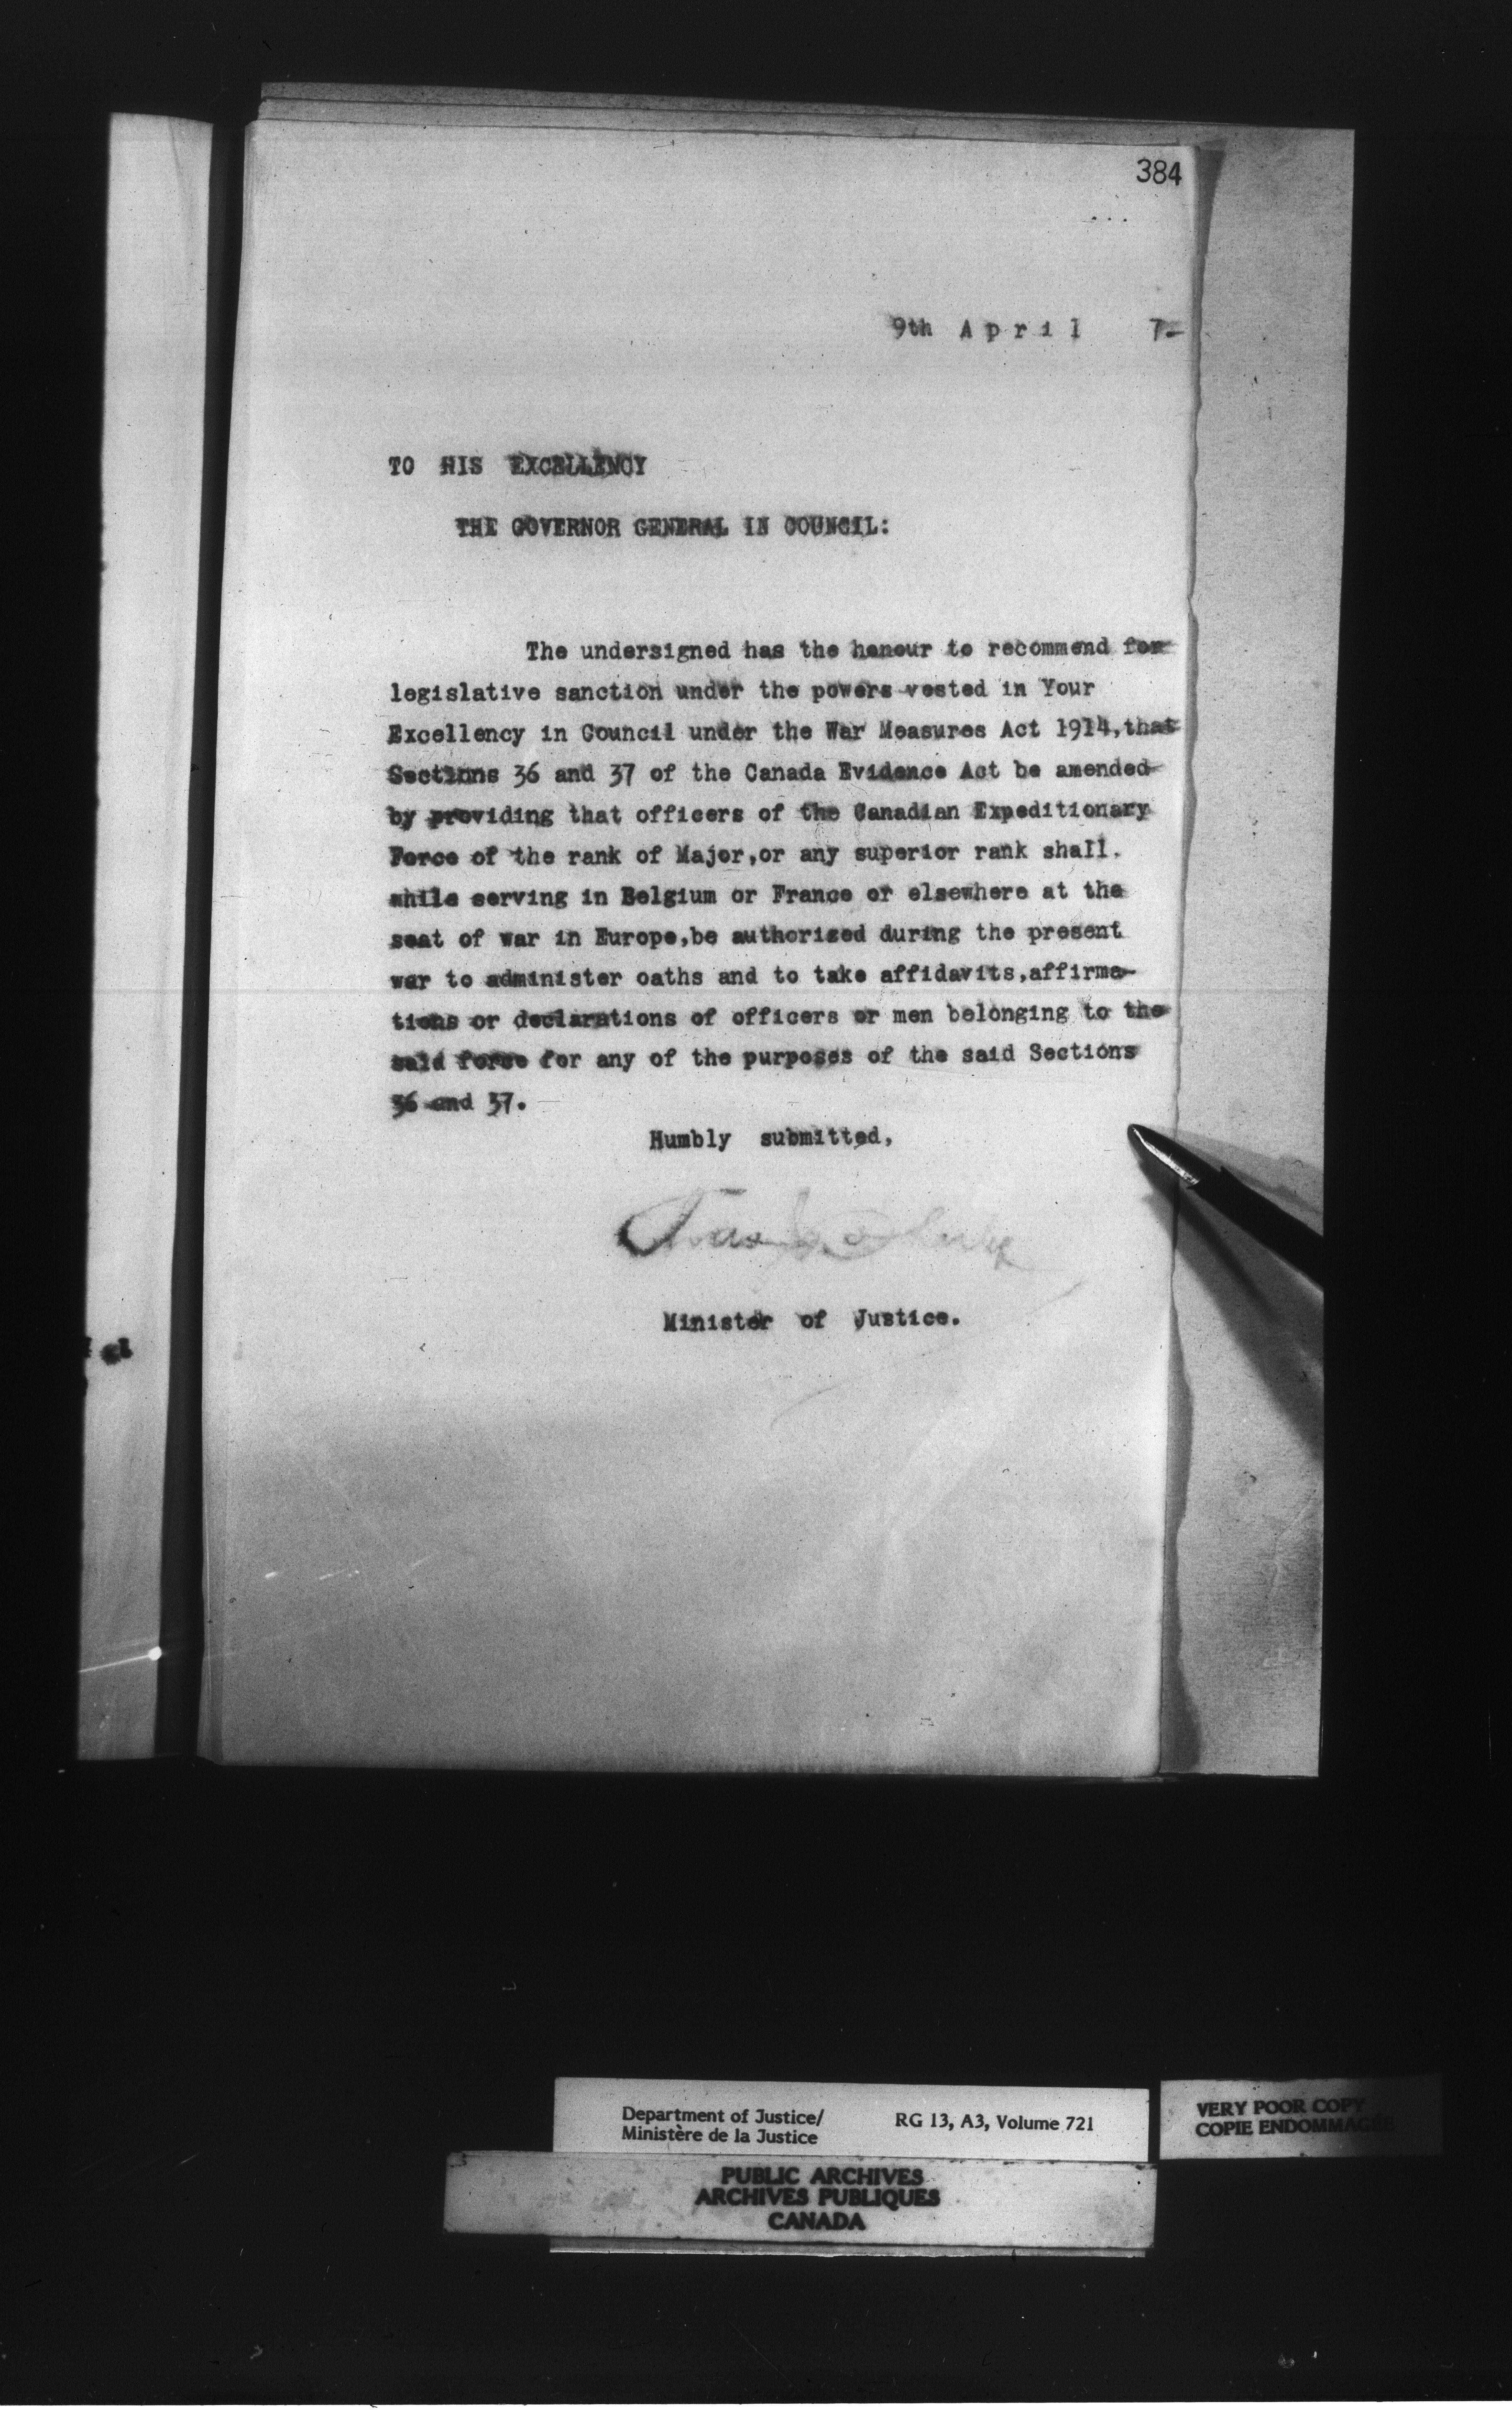 384
9th April 7-
TO HIS EXCELLENCY
THE GOVERNOR GENERAL IN COUNCIL:
The undersigned has the honour to recommend for
legislative sanction under the powers vested in Your
Excellency in Council under the War Measures Act 1914, that
Sections 36 and 37 of the Canada Evidence Act be amended
by providing that officers of the Canadian Expeditionary
Force of the rank of Major, or any superior rank shall.
while serving in Belgium or France or elsewhere at the
seat of war in Europe, be authorized during the present
war to administer oaths and to take affidavits, affirma-
tions or declarations of officers or men belonging to the
said force for any of the purposes of the said Sections
36 and 37.
Humbly submitted,
Minister of Justice.
Department of Justice/ RG 13, A3, Volume 721
Ministère de la Justice
VERY POOR COPY
COPIE ENDOMMAGÉE
PUBLIC ARCHIVES
ARCHIVES PUBLIQUES
CANADA